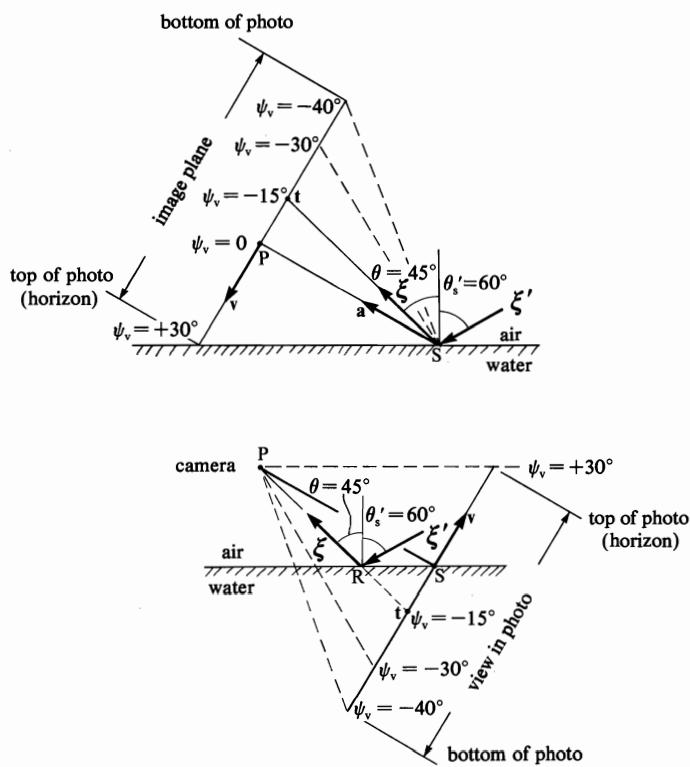 bottom of photo
ψᵥ = −40°
ψᵥ = −30°
image plane
ψᵥ = −15° t
ψᵥ = 0
P
top of photo
(horizon)
v
ψᵥ = +30°
θ = 45°
θₛ′ = 60°
ξ
ξ′
a
S
air
water
P
camera
ψᵥ = +30°
θ = 45°
θₛ′ = 60°
v
top of photo
(horizon)
ξ
ξ′
air
R
S
water
t
ψᵥ = −15°
view in photo
ψᵥ = −30°
ψᵥ = −40°
bottom of photo